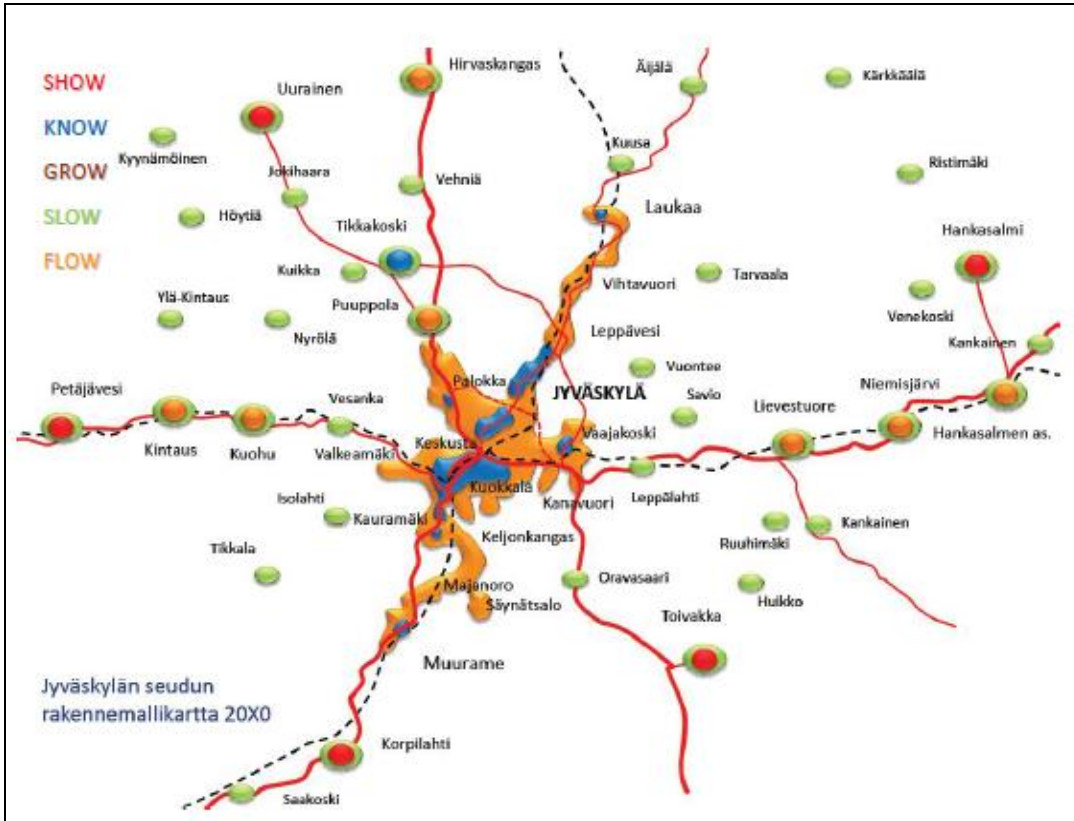 SHOW
KNOW
GROW
SLOW
FLOW
Hirvaskangas
Äijälä
Kärkkäälä
Uurainen
Kyynämöinen
Kuusa
Jokihaara
Vehniä
Ristimäki
Höytiä
Tikkakoski
Laukaa
Hankasalmi
Kuikka
Vihtavuori
Tarvaala
Ylä-Kintaus
Puuppola
Venekoski
Nyrölä
Leppävesi
Kankainen
Palokka
Vuontee
Petäjävesi
Vesanka
JYVÄSKYLÄ
Savio
Niemisjärvi
Lievestuore
Kintaus
Kuohu
Valkeamäki
Keskusta
Vaajakoski
Hankasalmen as.
Kuokkala
Kanavuori
Leppälahti
Isolahti
Kauramäki
Kankainen
Keljonkangas
Ruuhimäki
Tikkala
Majanoro
Oravasaari
Huikko
Säynätsalo
Toivakka
Muurame
Jyväskylän seudun
rakennemallikartta 20X0
Korpilahti
Saakoski